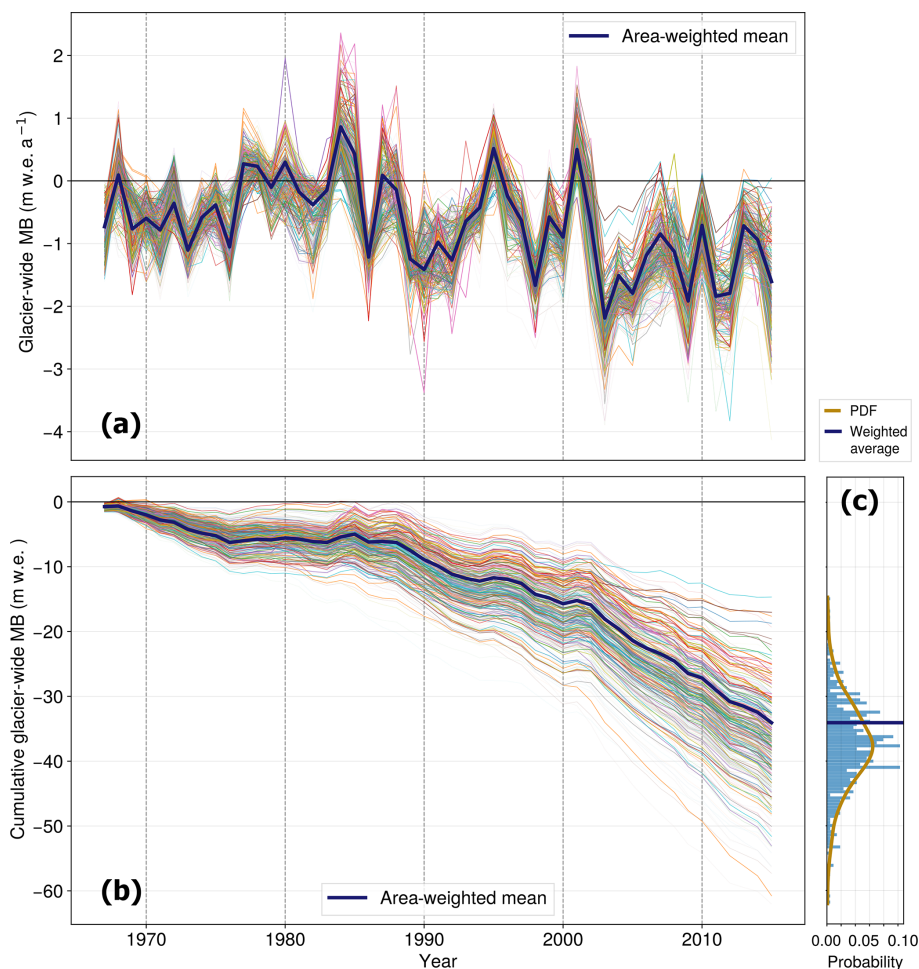 2
1
0
−1
−2
−3
−4
Glacier-wide MB (m w.e. a⁻¹)
Area-weighted mean
(a)
PDF
Weighted
average
0
−10
−20
−30
−40
−50
−60
Cumulative glacier-wide MB (m w.e. )
(b)
Area-weighted mean
1970
1980
1990
2000
2010
Year
(c)
0.00 0.05 0.10
Probability